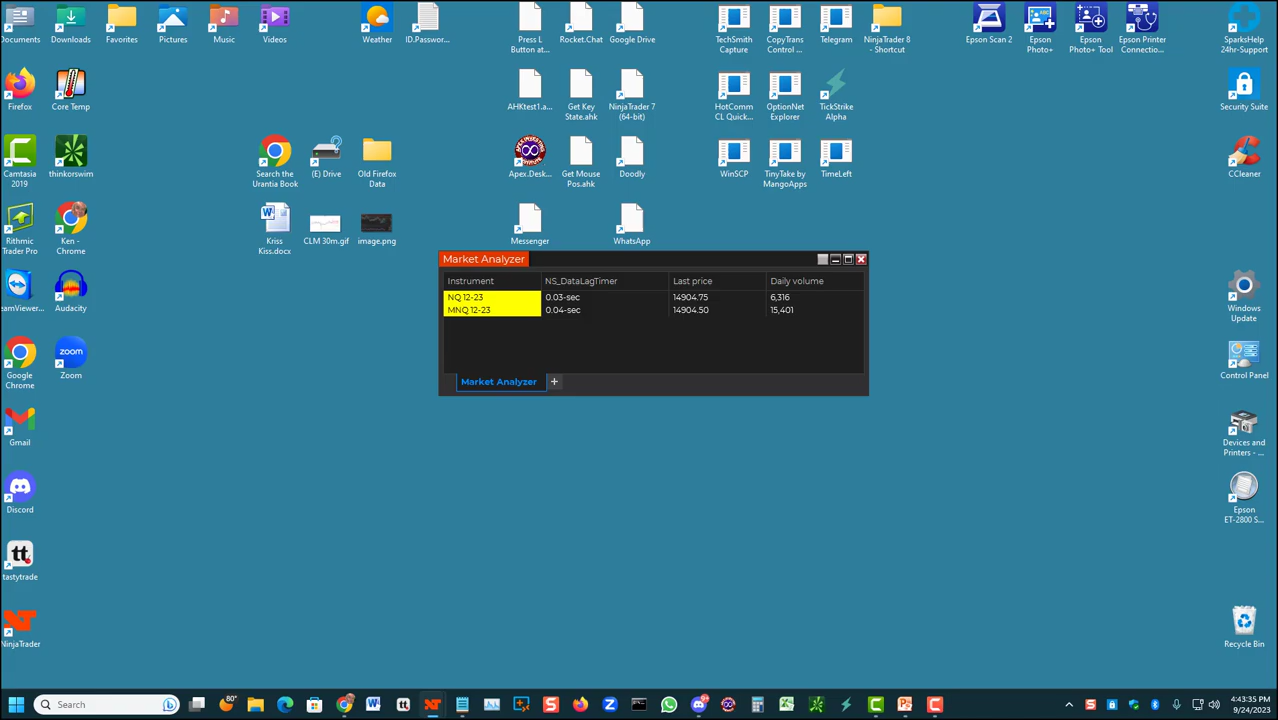 Documents Downloads Favorites Pictures Music Videos Weather ID.Passwor... Press L Button at... Rocket.Chat Google Drive TechSmith Capture CopyTrans Control ... Telegram NinjaTrader 8 - Shortcut Epson Scan 2 Epson Photo+ Epson Photo+ Tool Epson Printer Connection... SparksHelp 24hr-Support
Firefox Core Temp AHKtest1.a... Get Key State.ahk NinjaTrader 7 (64-bit) HotComm CL Quick... OptionNet Explorer TickStrike Alpha Security Suite
Camtasia 2019 thinkorswim Search the Urantia Book (E) Drive Old Firefox Data Apex.Desk... Get Mouse Pos.ahk Doodly WinSCP TinyTake by MangoApps TimeLeft CCleaner
Rithmic Trader Pro Ken - Chrome Kriss Kiss.docx CLM 30m.gif image.png Messenger WhatsApp
Market Analyzer
Instrument NS_DataLagTimer Last price Daily volume
NQ 12-23 0.03-sec 14904.75 6,316
MNQ 12-23 0.04-sec 14904.50 15,401
Market Analyzer +
eamViewer... Audacity Windows Update
Google Chrome Zoom zoom Control Panel
Gmail Devices and Printers - ...
Discord Epson ET-2800 S...
tt tastytrade
NinjaTrader Recycle Bin
Search 80° tt 9+ 4:43:35 PM
9/24/2023